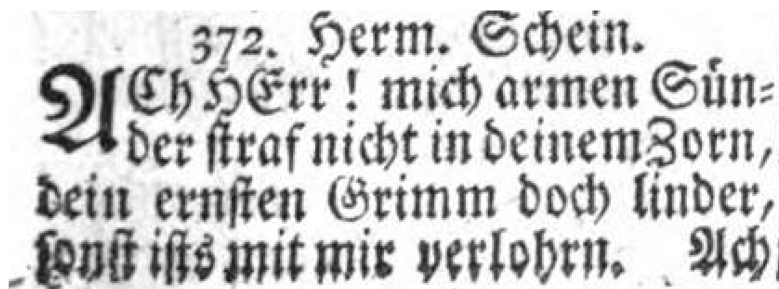 372. Herm. Schein.
ACh HErr! mich armen Sün-
der straf nicht in deinem Zorn,
dein ernsten Grimm doch linder,
sonst ists mit mir verlohrn. Ach